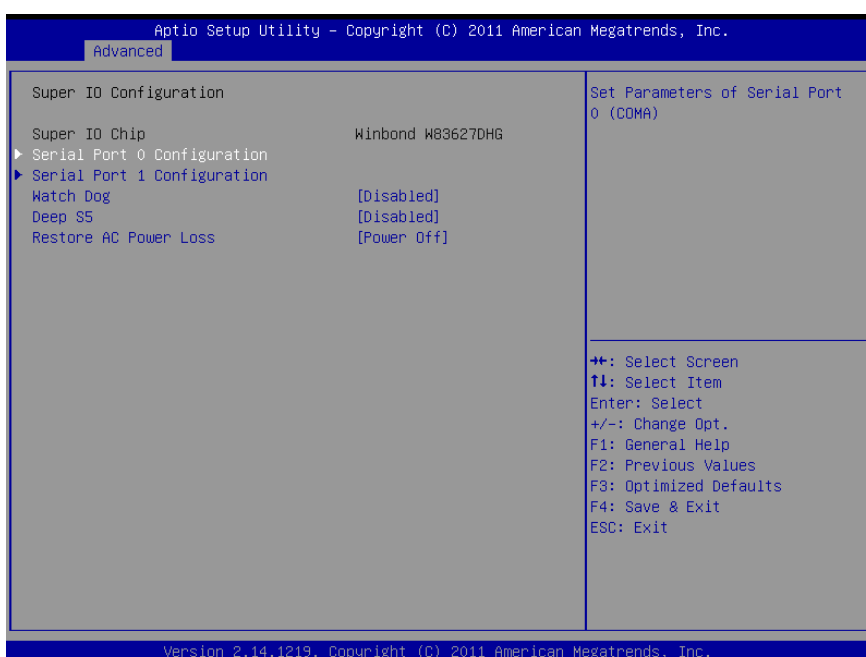 Aptio Setup Utility – Copyright (C) 2011 American Megatrends, Inc.
Advanced
Super IO Configuration
Super IO Chip Winbond W83627DHG
Serial Port 0 Configuration
Serial Port 1 Configuration
Watch Dog [Disabled]
Deep S5 [Disabled]
Restore AC Power Loss [Power Off]
Set Parameters of Serial Port
0 (COMA)
→←: Select Screen
↑↓: Select Item
Enter: Select
+/-: Change Opt.
F1: General Help
F2: Previous Values
F3: Optimized Defaults
F4: Save & Exit
ESC: Exit
Version 2.14.1219. Copyright (C) 2011 American Megatrends, Inc.